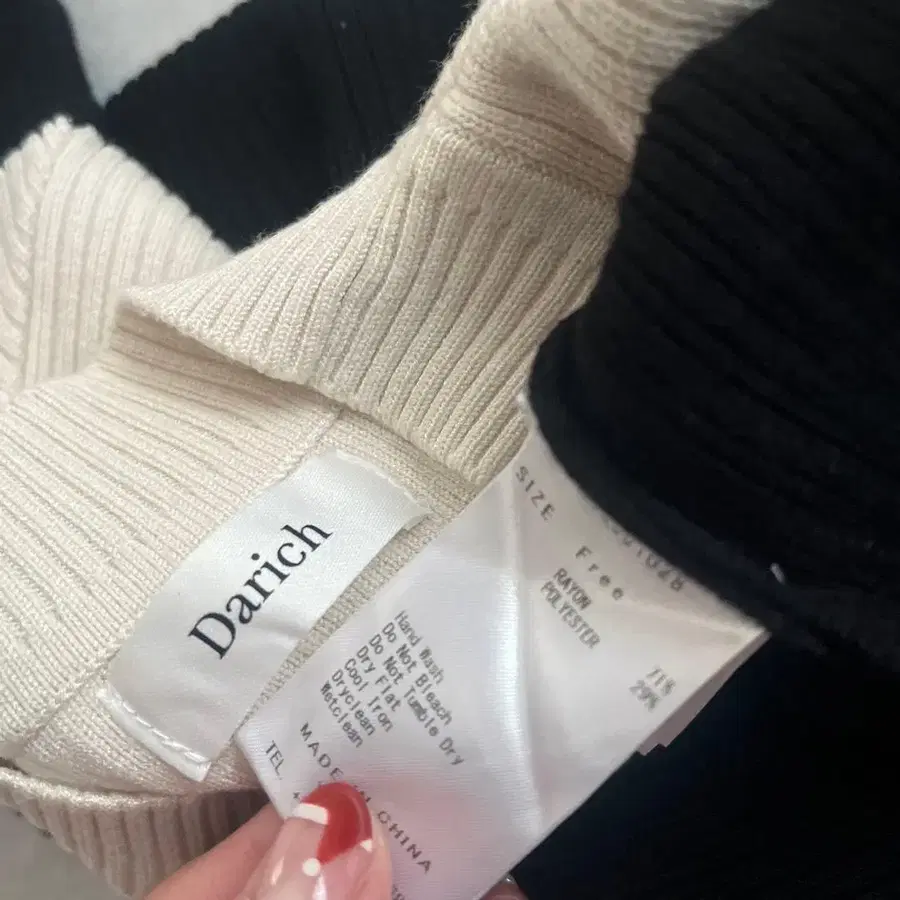 Darich
SIZE
Free
RAYON 71%
POLYESTER 29%
Hand Wash
Do Not Bleach
Do Not Tumble Dry
Dry Flat
Cool Iron
Dryclean
Wetclean
MADE IN CHINA
TEL.